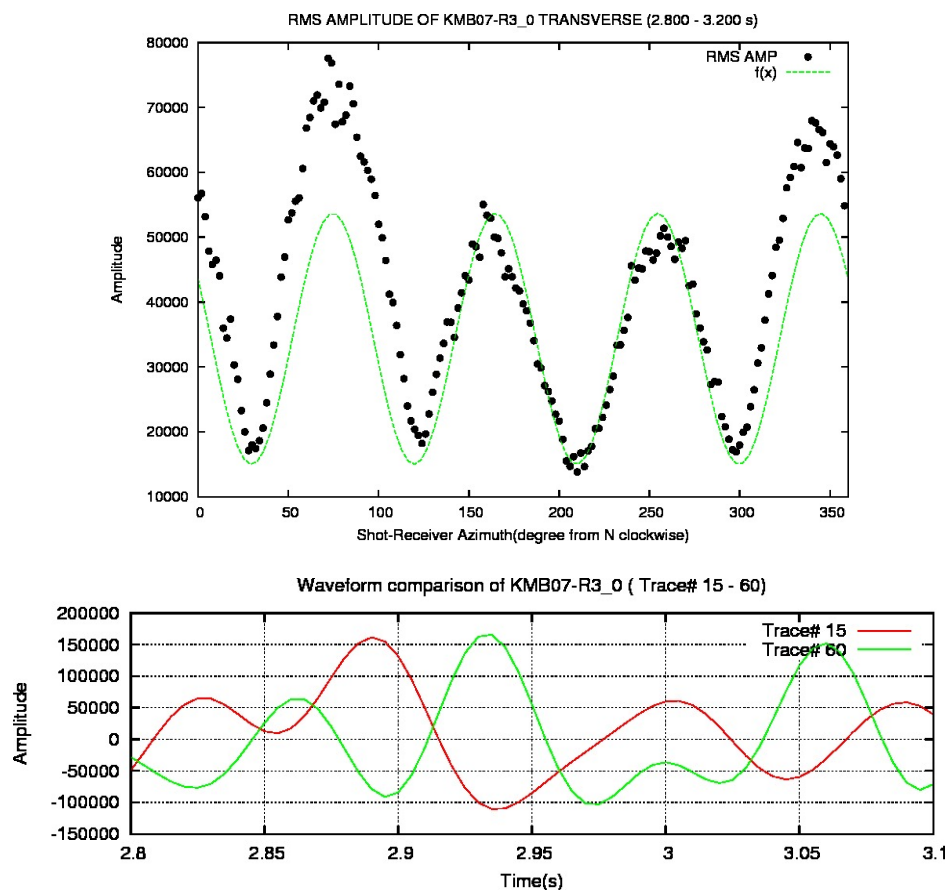 RMS AMPLITUDE OF KMB07-R3_0 TRANSVERSE (2.800 - 3.200 s)
80000
70000
60000
50000
40000
30000
20000
10000
Amplitude
RMS AMP
f(x)
0 50 100 150 200 250 300 350
Shot-Receiver Azimuth(degree from N clockwise)
Waveform comparison of KMB07-R3_0 ( Trace# 15 - 60)
200000
150000
100000
50000
0
-50000
-100000
-150000
Amplitude
Trace# 15
Trace# 60
2.8 2.85 2.9 2.95 3 3.05 3.1
Time(s)